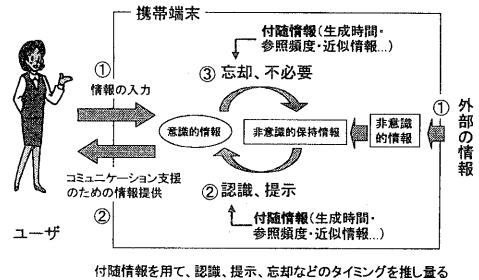 携帯端末
付随情報(生成時間・
参照頻度・近似情報...)
①
情報の入力
③ 忘却、不必要
意識的情報
非意識的保持情報
非意識
的情報
①
外部の情報
コミュニケーション支援
のための情報提供
②
② 認識、提示
付随情報(生成時間・
参照頻度・近似情報...)
ユーザ
付随情報を用て、認識、提示、忘却などのタイミングを推し量る